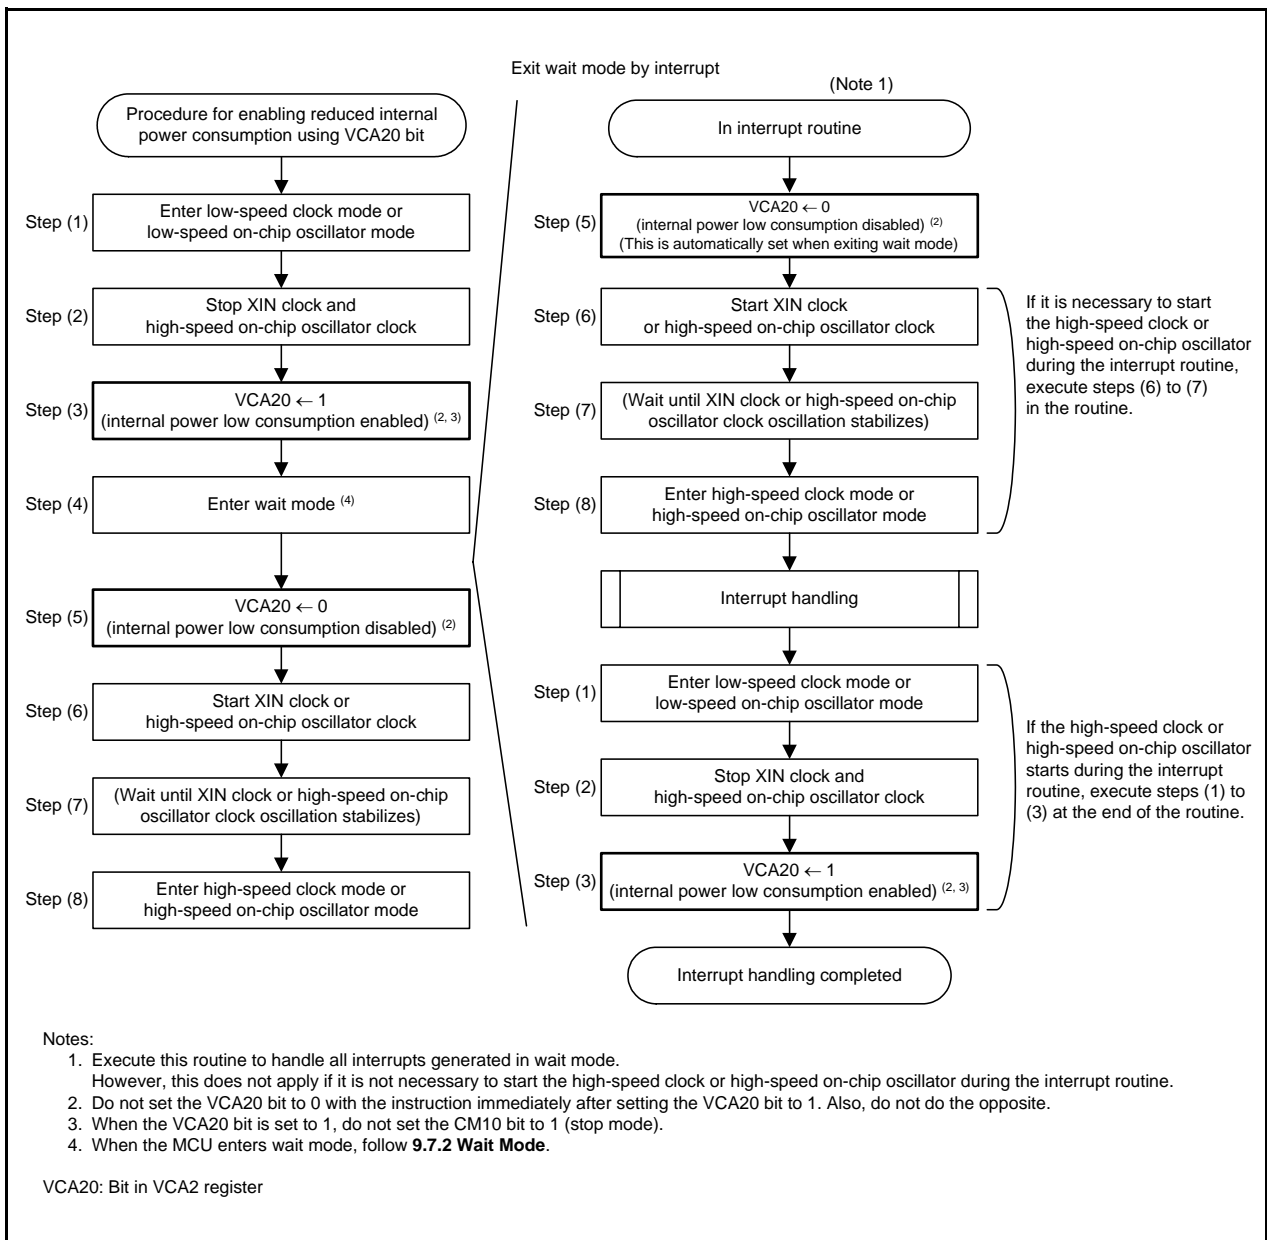 Exit wait mode by interrupt
(Note 1)
Procedure for enabling reduced internal
power consumption using VCA20 bit
Step (1)
Enter low-speed clock mode or
low-speed on-chip oscillator mode
Step (2)
Stop XIN clock and
high-speed on-chip oscillator clock
Step (3)
VCA20 ← 1
(internal power low consumption enabled) (2, 3)
Step (4)
Enter wait mode (4)
Step (5)
VCA20 ← 0
(internal power low consumption disabled) (2)
Step (6)
Start XIN clock or
high-speed on-chip oscillator clock
Step (7)
(Wait until XIN clock or high-speed on-chip
oscillator clock oscillation stabilizes)
Step (8)
Enter high-speed clock mode or
high-speed on-chip oscillator mode
In interrupt routine
Step (5)
VCA20 ← 0
(internal power low consumption disabled) (2)
(This is automatically set when exiting wait mode)
Step (6)
Start XIN clock
or high-speed on-chip oscillator clock
Step (7)
(Wait until XIN clock or high-speed on-chip
oscillator clock oscillation stabilizes)
Step (8)
Enter high-speed clock mode or
high-speed on-chip oscillator mode
If it is necessary to start
the high-speed clock or
high-speed on-chip oscillator
during the interrupt routine,
execute steps (6) to (7)
in the routine.
Interrupt handling
Step (1)
Enter low-speed clock mode or
low-speed on-chip oscillator mode
Step (2)
Stop XIN clock and
high-speed on-chip oscillator clock
Step (3)
VCA20 ← 1
(internal power low consumption enabled) (2, 3)
If the high-speed clock or
high-speed on-chip oscillator
starts during the interrupt
routine, execute steps (1) to
(3) at the end of the routine.
Interrupt handling completed
Notes:
1. Execute this routine to handle all interrupts generated in wait mode.
However, this does not apply if it is not necessary to start the high-speed clock or high-speed on-chip oscillator during the interrupt routine.
2. Do not set the VCA20 bit to 0 with the instruction immediately after setting the VCA20 bit to 1. Also, do not do the opposite.
3. When the VCA20 bit is set to 1, do not set the CM10 bit to 1 (stop mode).
4. When the MCU enters wait mode, follow 9.7.2 Wait Mode.
VCA20: Bit in VCA2 register